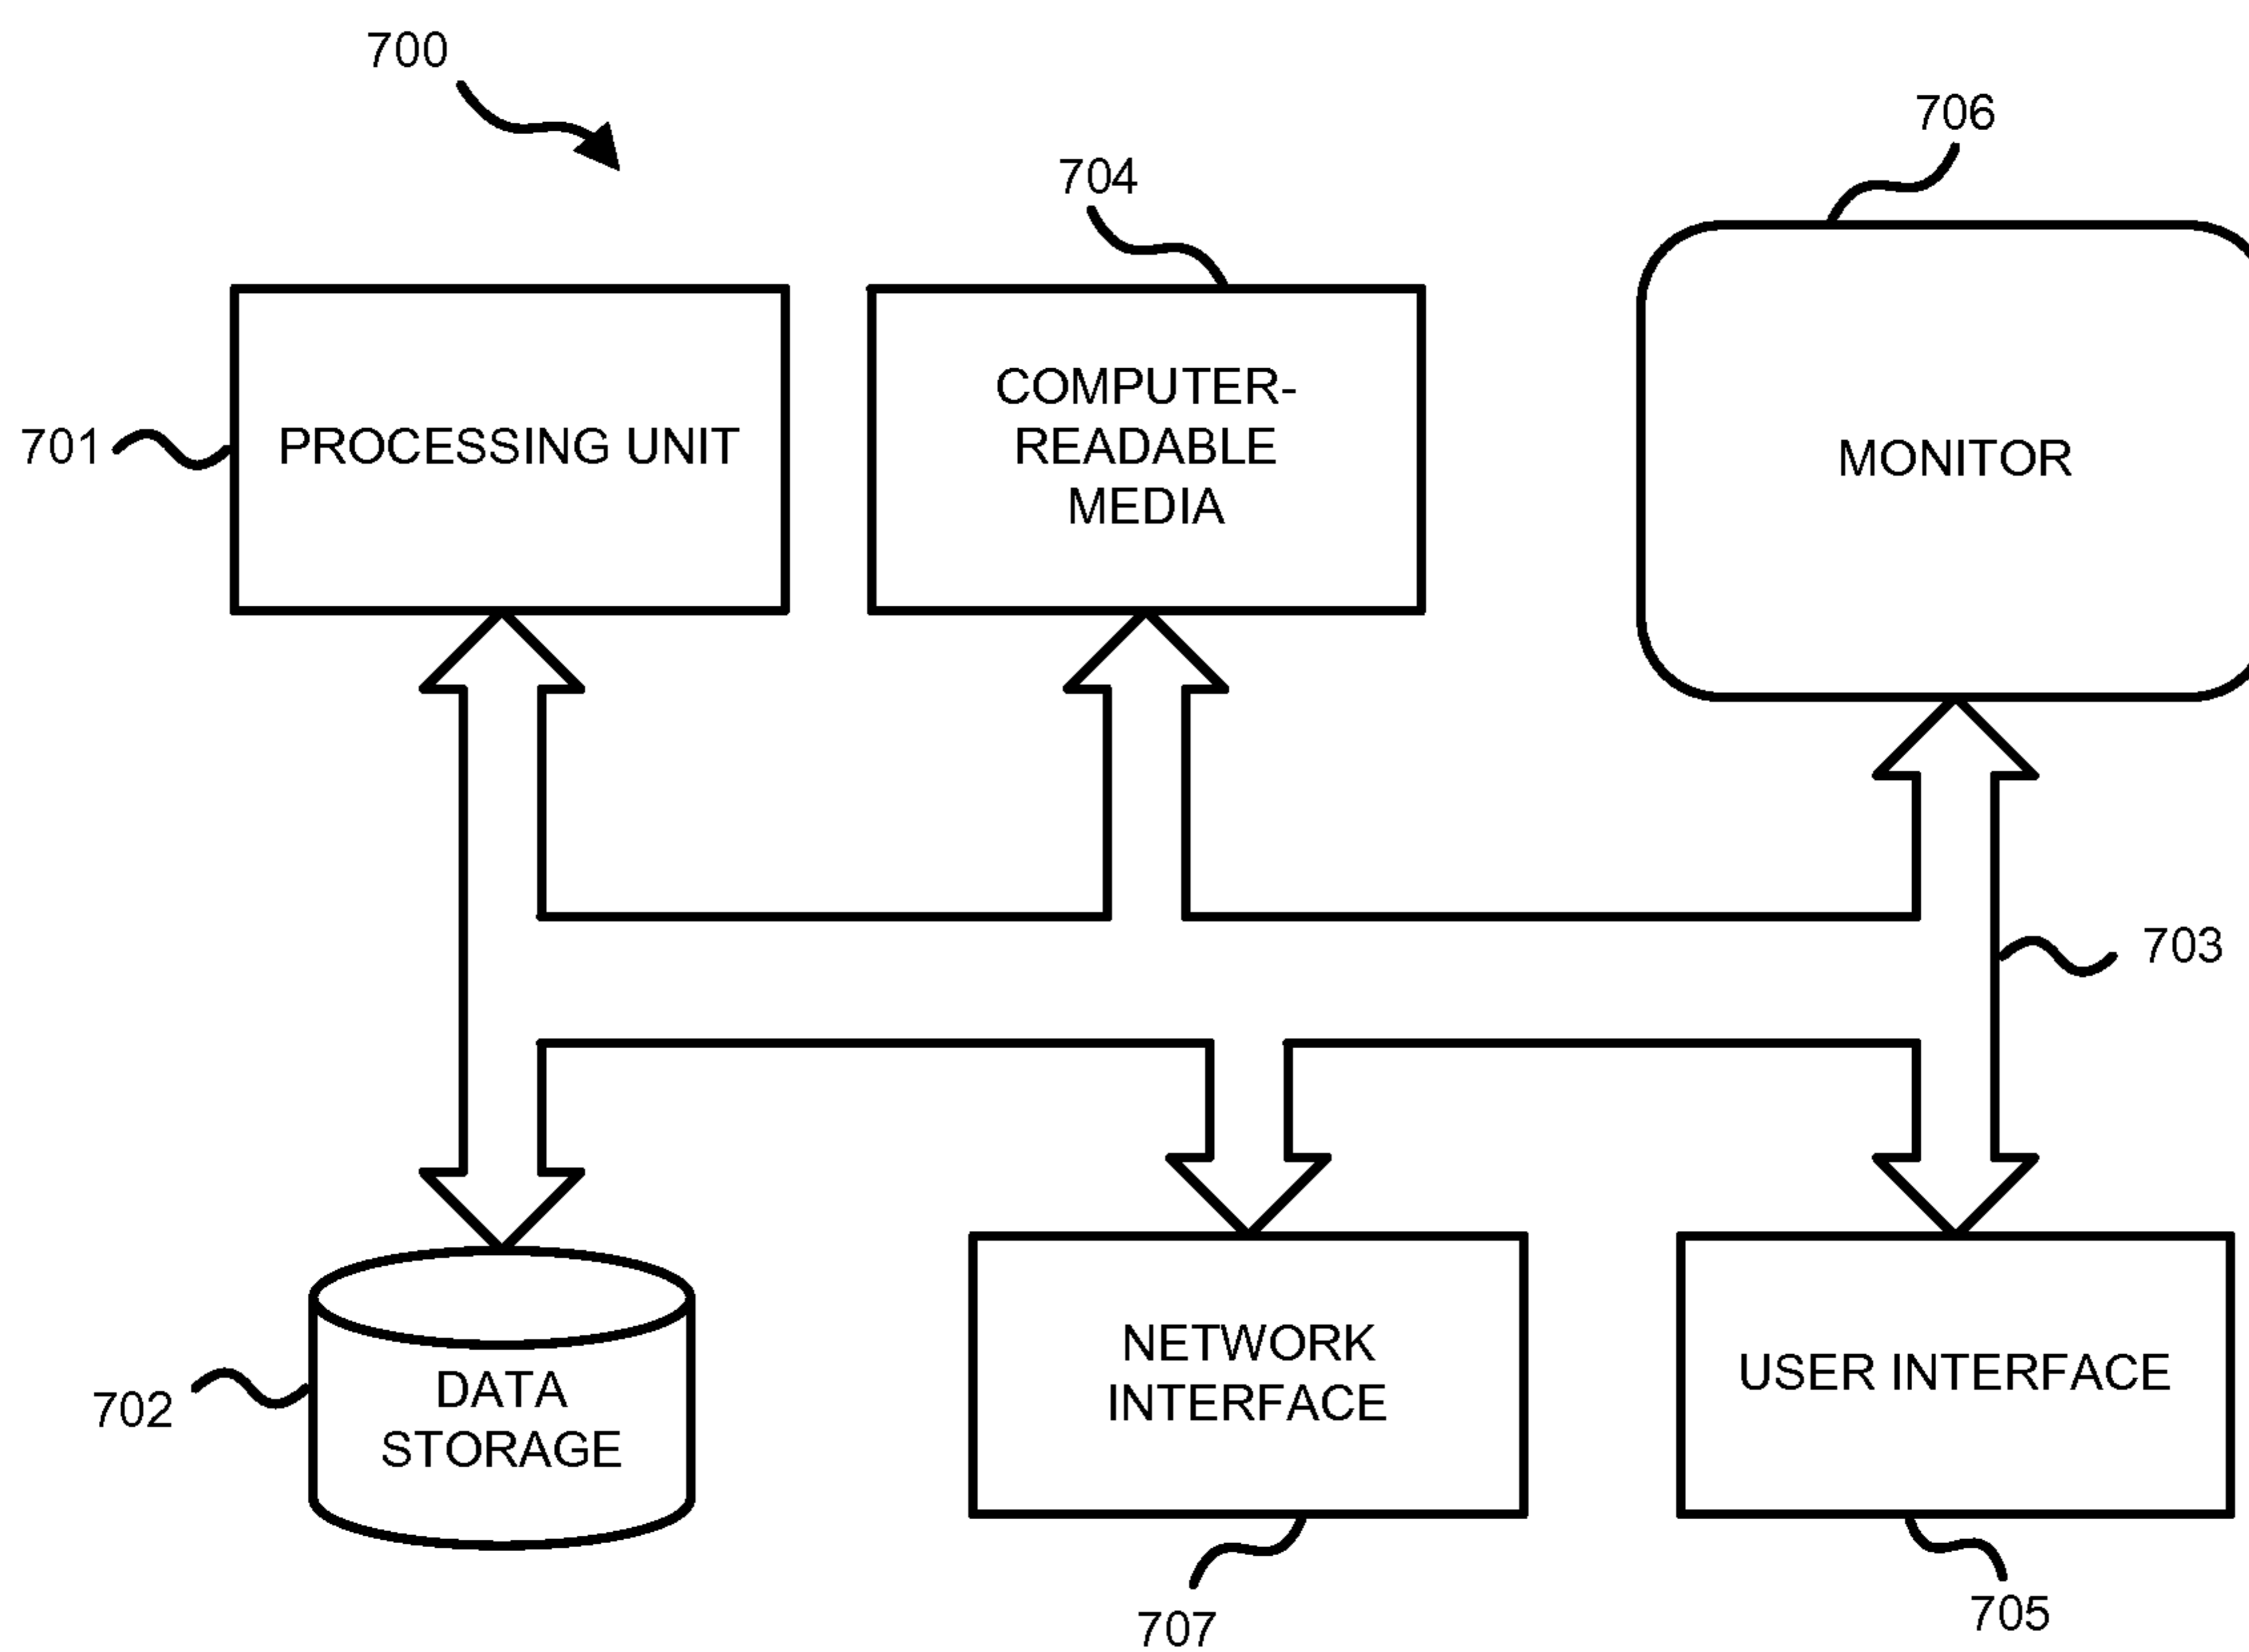 700
706
704
COMPUTER-
READABLE
MEDIA
701
PROCESSING UNIT
MONITOR
703
NETWORK
INTERFACE
USER INTERFACE
DATA
STORAGE
702
707
705